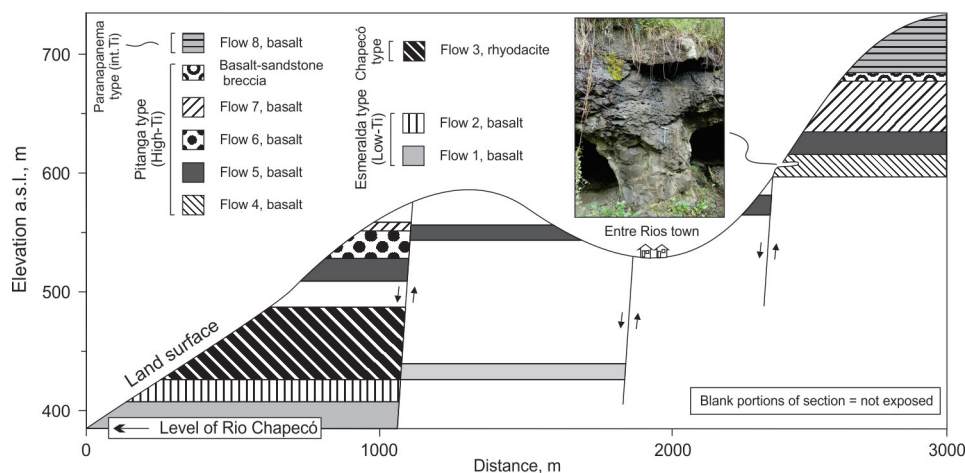 Elevation a.s.l., m
700
600
500
400
Paranapanema
type (int.Ti)
Flow 8, basalt
Pitanga type
(High-Ti)
Basalt-sandstone
breccia
Flow 7, basalt
Flow 6, basalt
Flow 5, basalt
Flow 4, basalt
Chapecó
type
Flow 3, rhyodacite
Esmeralda type
(Low-Ti)
Flow 2, basalt
Flow 1, basalt
Entre Rios town
Land surface
Level of Rio Chapecó
Blank portions of section = not exposed
0
1000
2000
3000
Distance, m